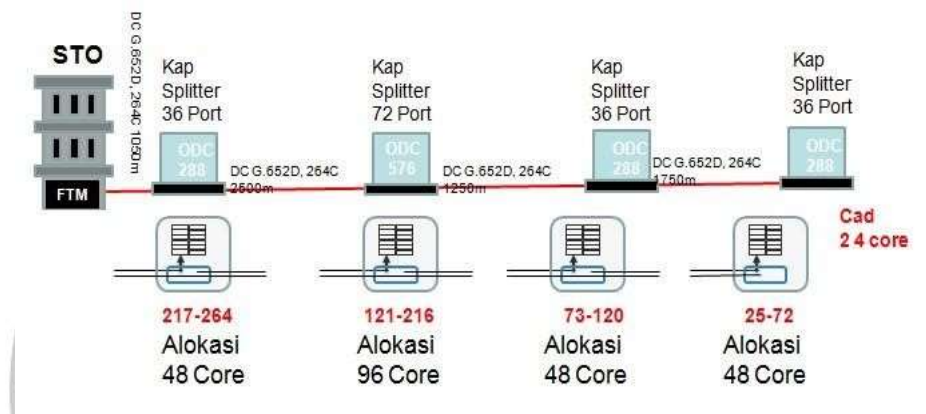 STO
DC G.652D, 264C 1050m
FTM
Kap
Splitter
36 Port
ODC
288
DC G.652D, 264C
2500m
Kap
Splitter
72 Port
ODC
576
DC G.652D, 264C
1250m
Kap
Splitter
36 Port
ODC
288
DC G.652D, 264C
1750m
Kap
Splitter
36 Port
ODC
288
Cad
2 4 core
217-264
Alokasi
48 Core
121-216
Alokasi
96 Core
73-120
Alokasi
48 Core
25-72
Alokasi
48 Core